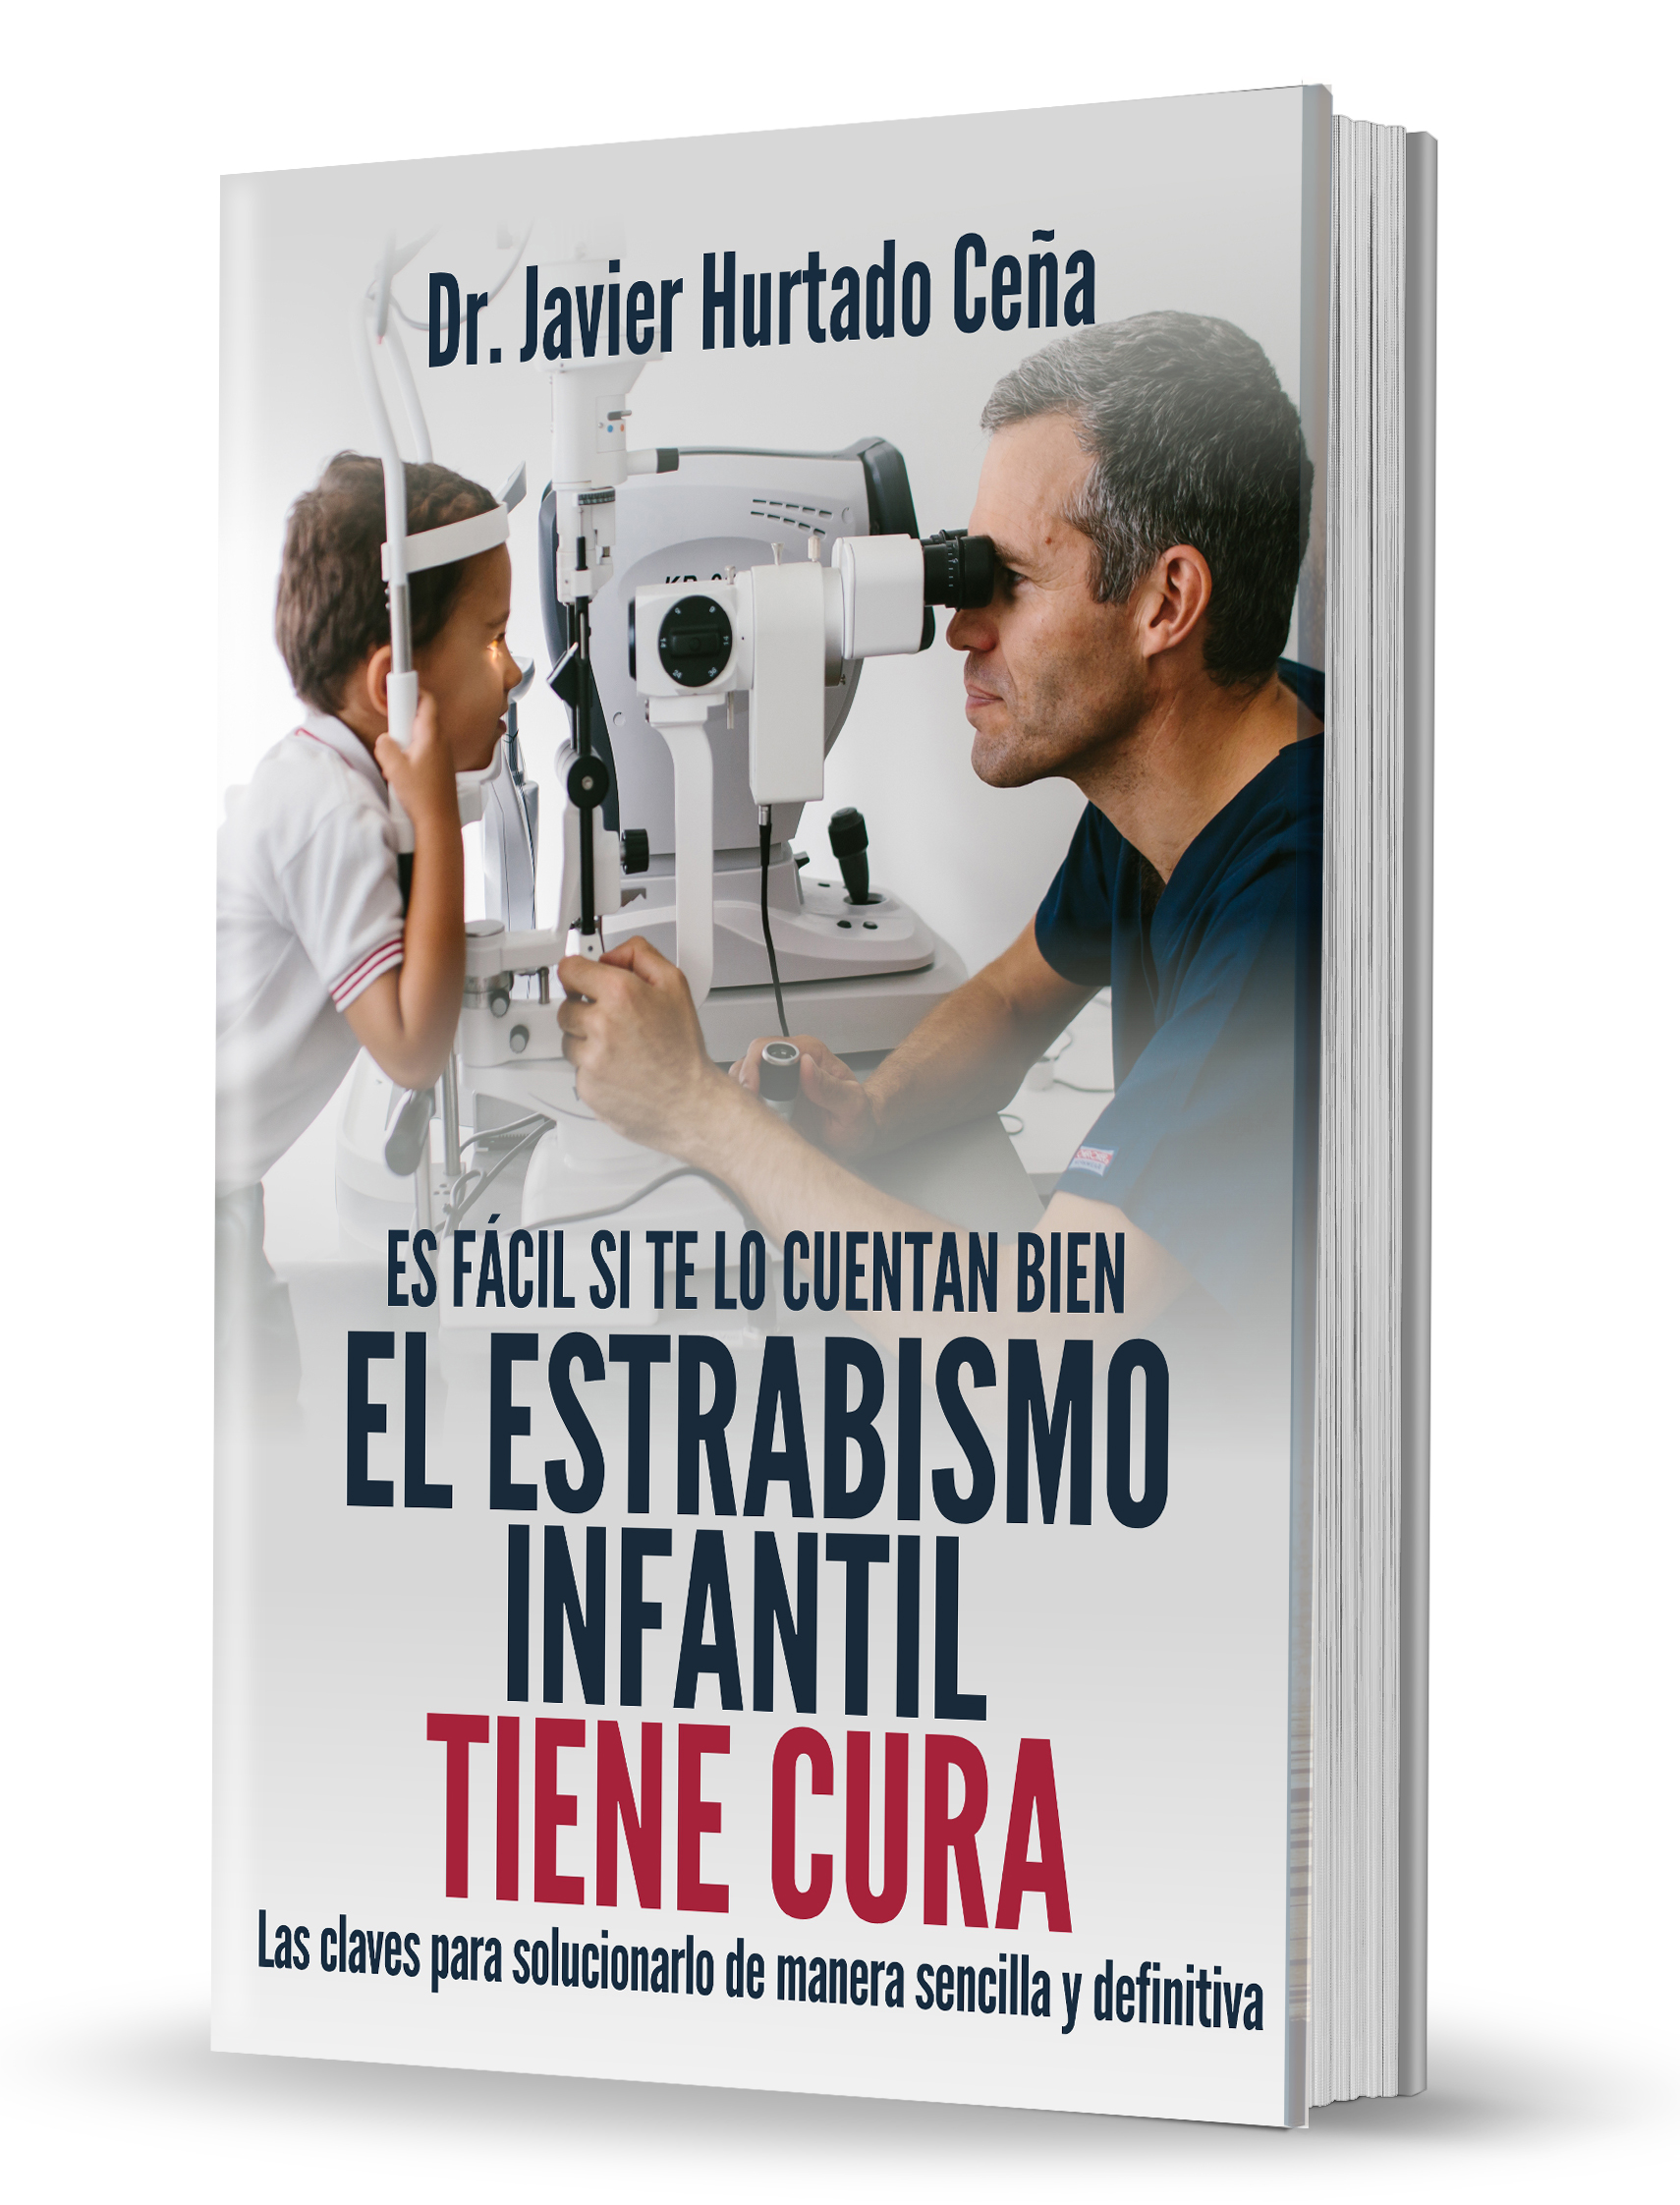 Dr. Javier Hurtado Ceña
ES FÁCIL SI TE LO CUENTAN BIEN
EL ESTRABISMO
INFANTIL
TIENE CURA
Las claves para solucionarlo de manera sencilla y definitiva